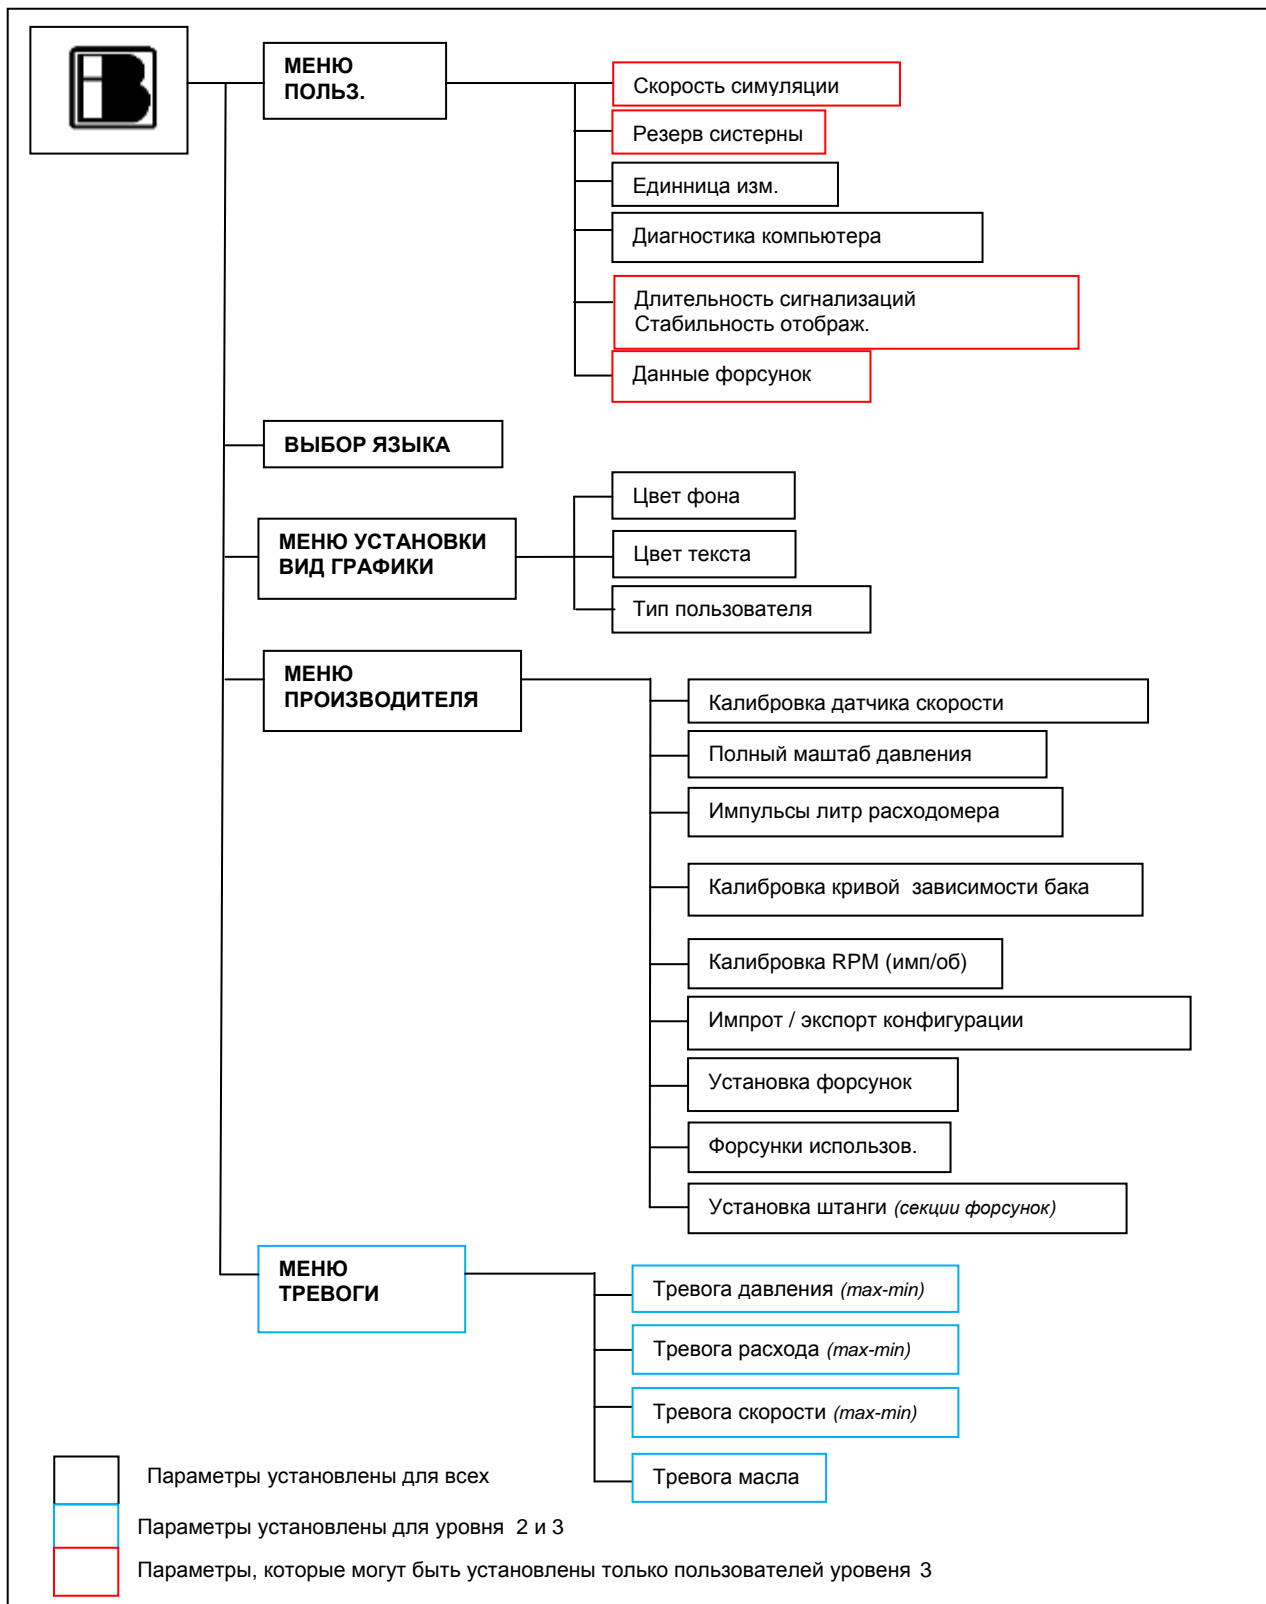 МЕНЮ
ПОЛЬЗ.
Скорость симуляции
Резерв систерны
Единница изм.
Диагностика компьютера
Длительность сигнализаций
Стабильность отображ.
Данные форсунок
ВЫБОР ЯЗЫКА
Цвет фона
МЕНЮ УСТАНОВКИ
ВИД ГРАФИКИ
Цвет текста
Тип пользователя
МЕНЮ
ПРОИЗВОДИТЕЛЯ
Калибровка датчика скорости
Полный маштаб давления
Импульсы литр расходомера
Калибровка кривой зависимости бака
Калибровка RPM (имп/об)
Импрот / экспорт конфигурации
Установка форсунок
Форсунки использов.
Установка штанги (секции форсунок)
МЕНЮ
ТРЕВОГИ
Тревога давления (max-min)
Тревога расхода (max-min)
Тревога скорости (max-min)
Тревога масла
Параметры установлены для всех
Параметры установлены для уровня 2 и 3
Параметры, которые могут быть установлены только пользователей уровеня 3